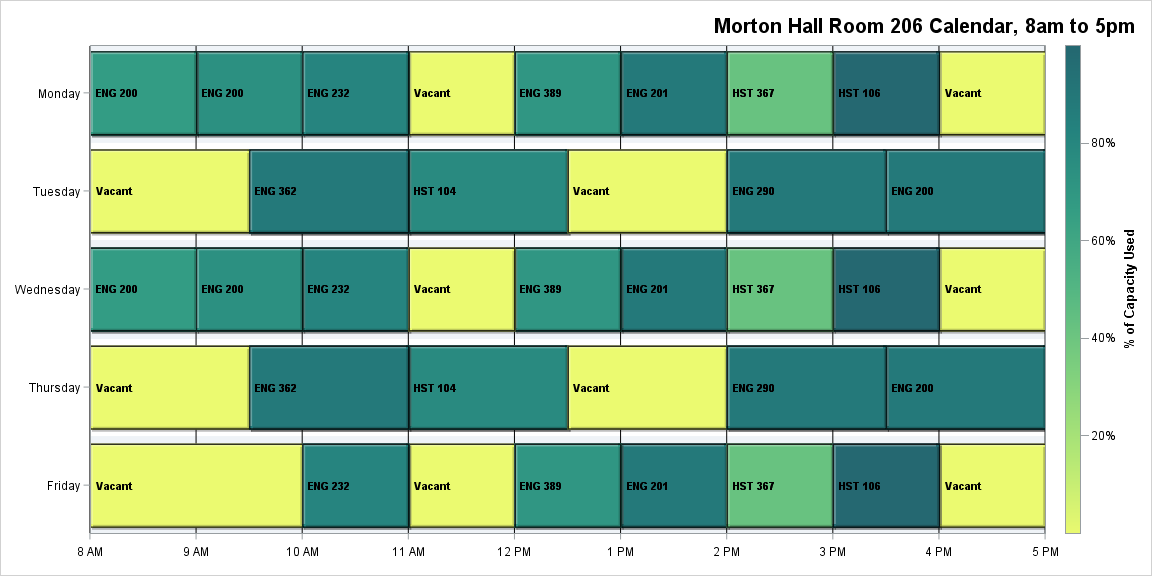 Morton Hall Room 206 Calendar, 8am to 5pm
Monday
ENG 200
ENG 200
ENG 232
Vacant
ENG 389
ENG 201
HST 367
HST 106
Vacant
Tuesday
Vacant
ENG 362
HST 104
Vacant
ENG 290
ENG 200
Wednesday
ENG 200
ENG 200
ENG 232
Vacant
ENG 389
ENG 201
HST 367
HST 106
Vacant
Thursday
Vacant
ENG 362
HST 104
Vacant
ENG 290
ENG 200
Friday
Vacant
ENG 232
Vacant
ENG 389
ENG 201
HST 367
HST 106
Vacant
8 AM
9 AM
10 AM
11 AM
12 PM
1 PM
2 PM
3 PM
4 PM
5 PM
80%
60%
40%
20%
% of Capacity Used